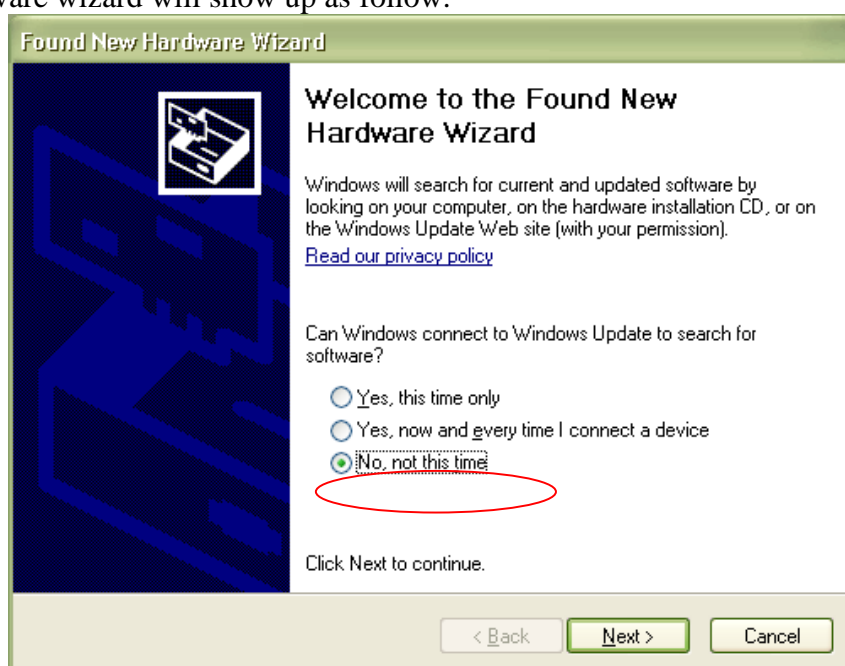 ware wizard will show up as follow:
Found New Hardware Wizard
Welcome to the Found New
Hardware Wizard
Windows will search for current and updated software by
looking on your computer, on the hardware installation CD, or on
the Windows Update Web site (with your permission).
Read our privacy policy
Can Windows connect to Windows Update to search for
software?
Yes, this time only
Yes, now and every time I connect a device
No, not this time
Click Next to continue.
< Back
Next >
Cancel